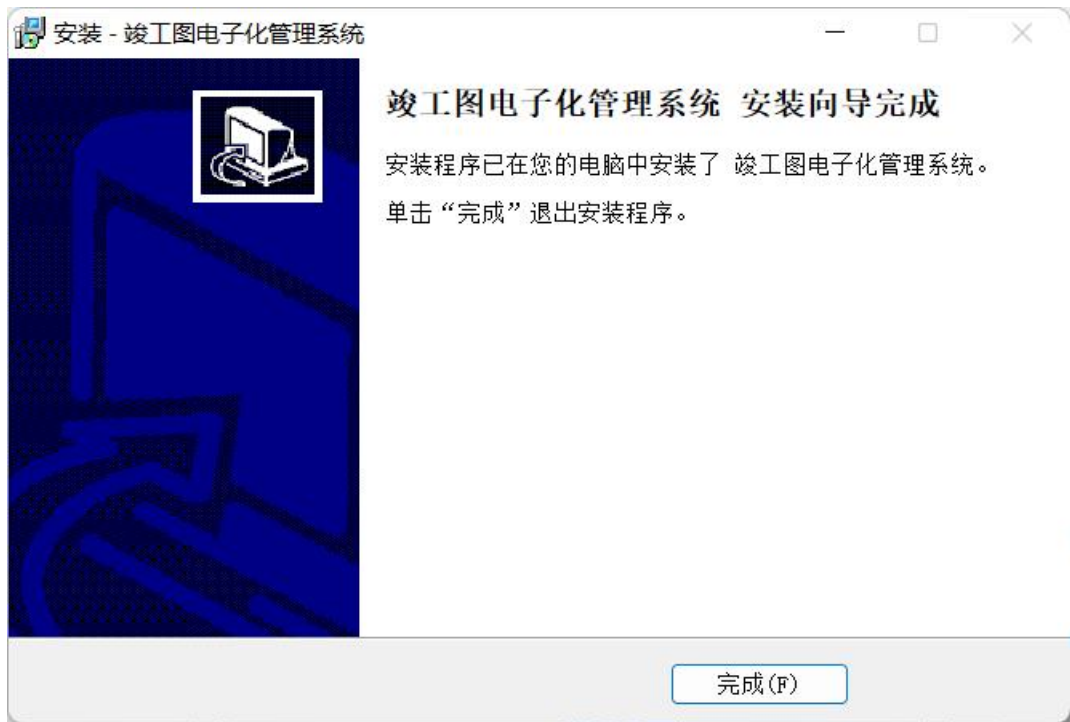 安装 - 竣工图电子化管理系统
竣工图电子化管理系统 安装向导完成
安装程序已在您的电脑中安装了 竣工图电子化管理系统。
单击“完成”退出安装程序。
完成(F)